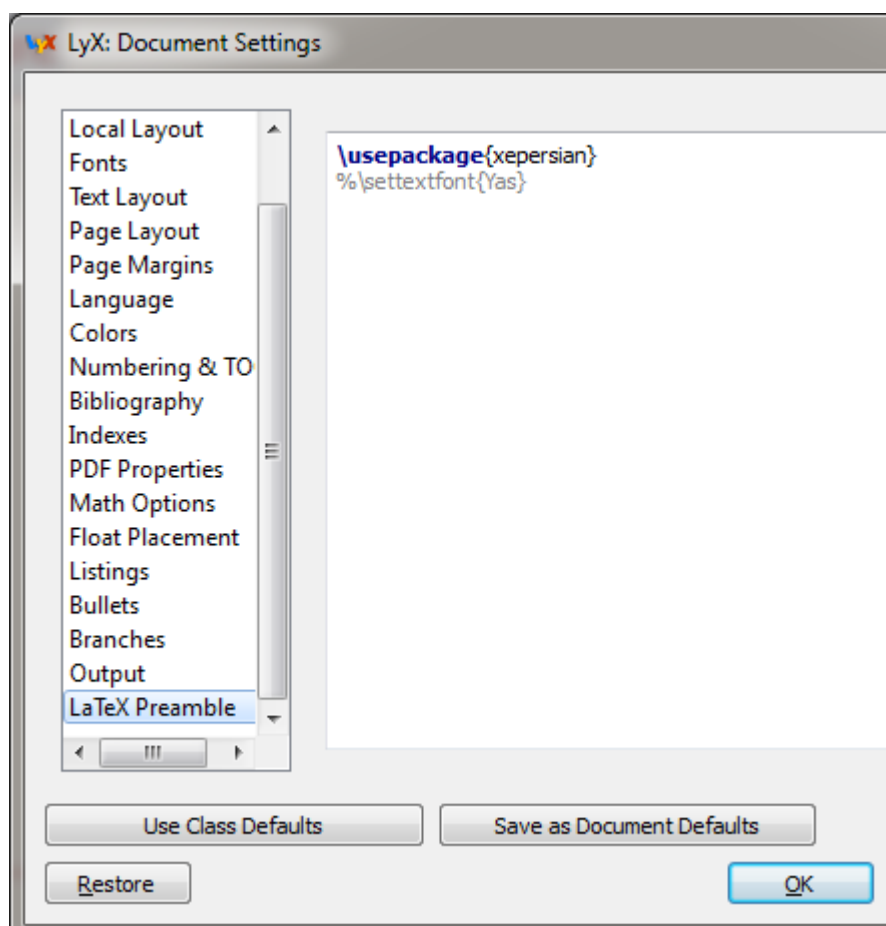 LyX: Document Settings
Local Layout
Fonts
Text Layout
Page Layout
Page Margins
Language
Colors
Numbering & TO
Bibliography
Indexes
PDF Properties
Math Options
Float Placement
Listings
Bullets
Branches
Output
LaTeX Preamble
\usepackage{xepersian}
%\settextfont{Yas}
Use Class Defaults
Save as Document Defaults
Restore
OK